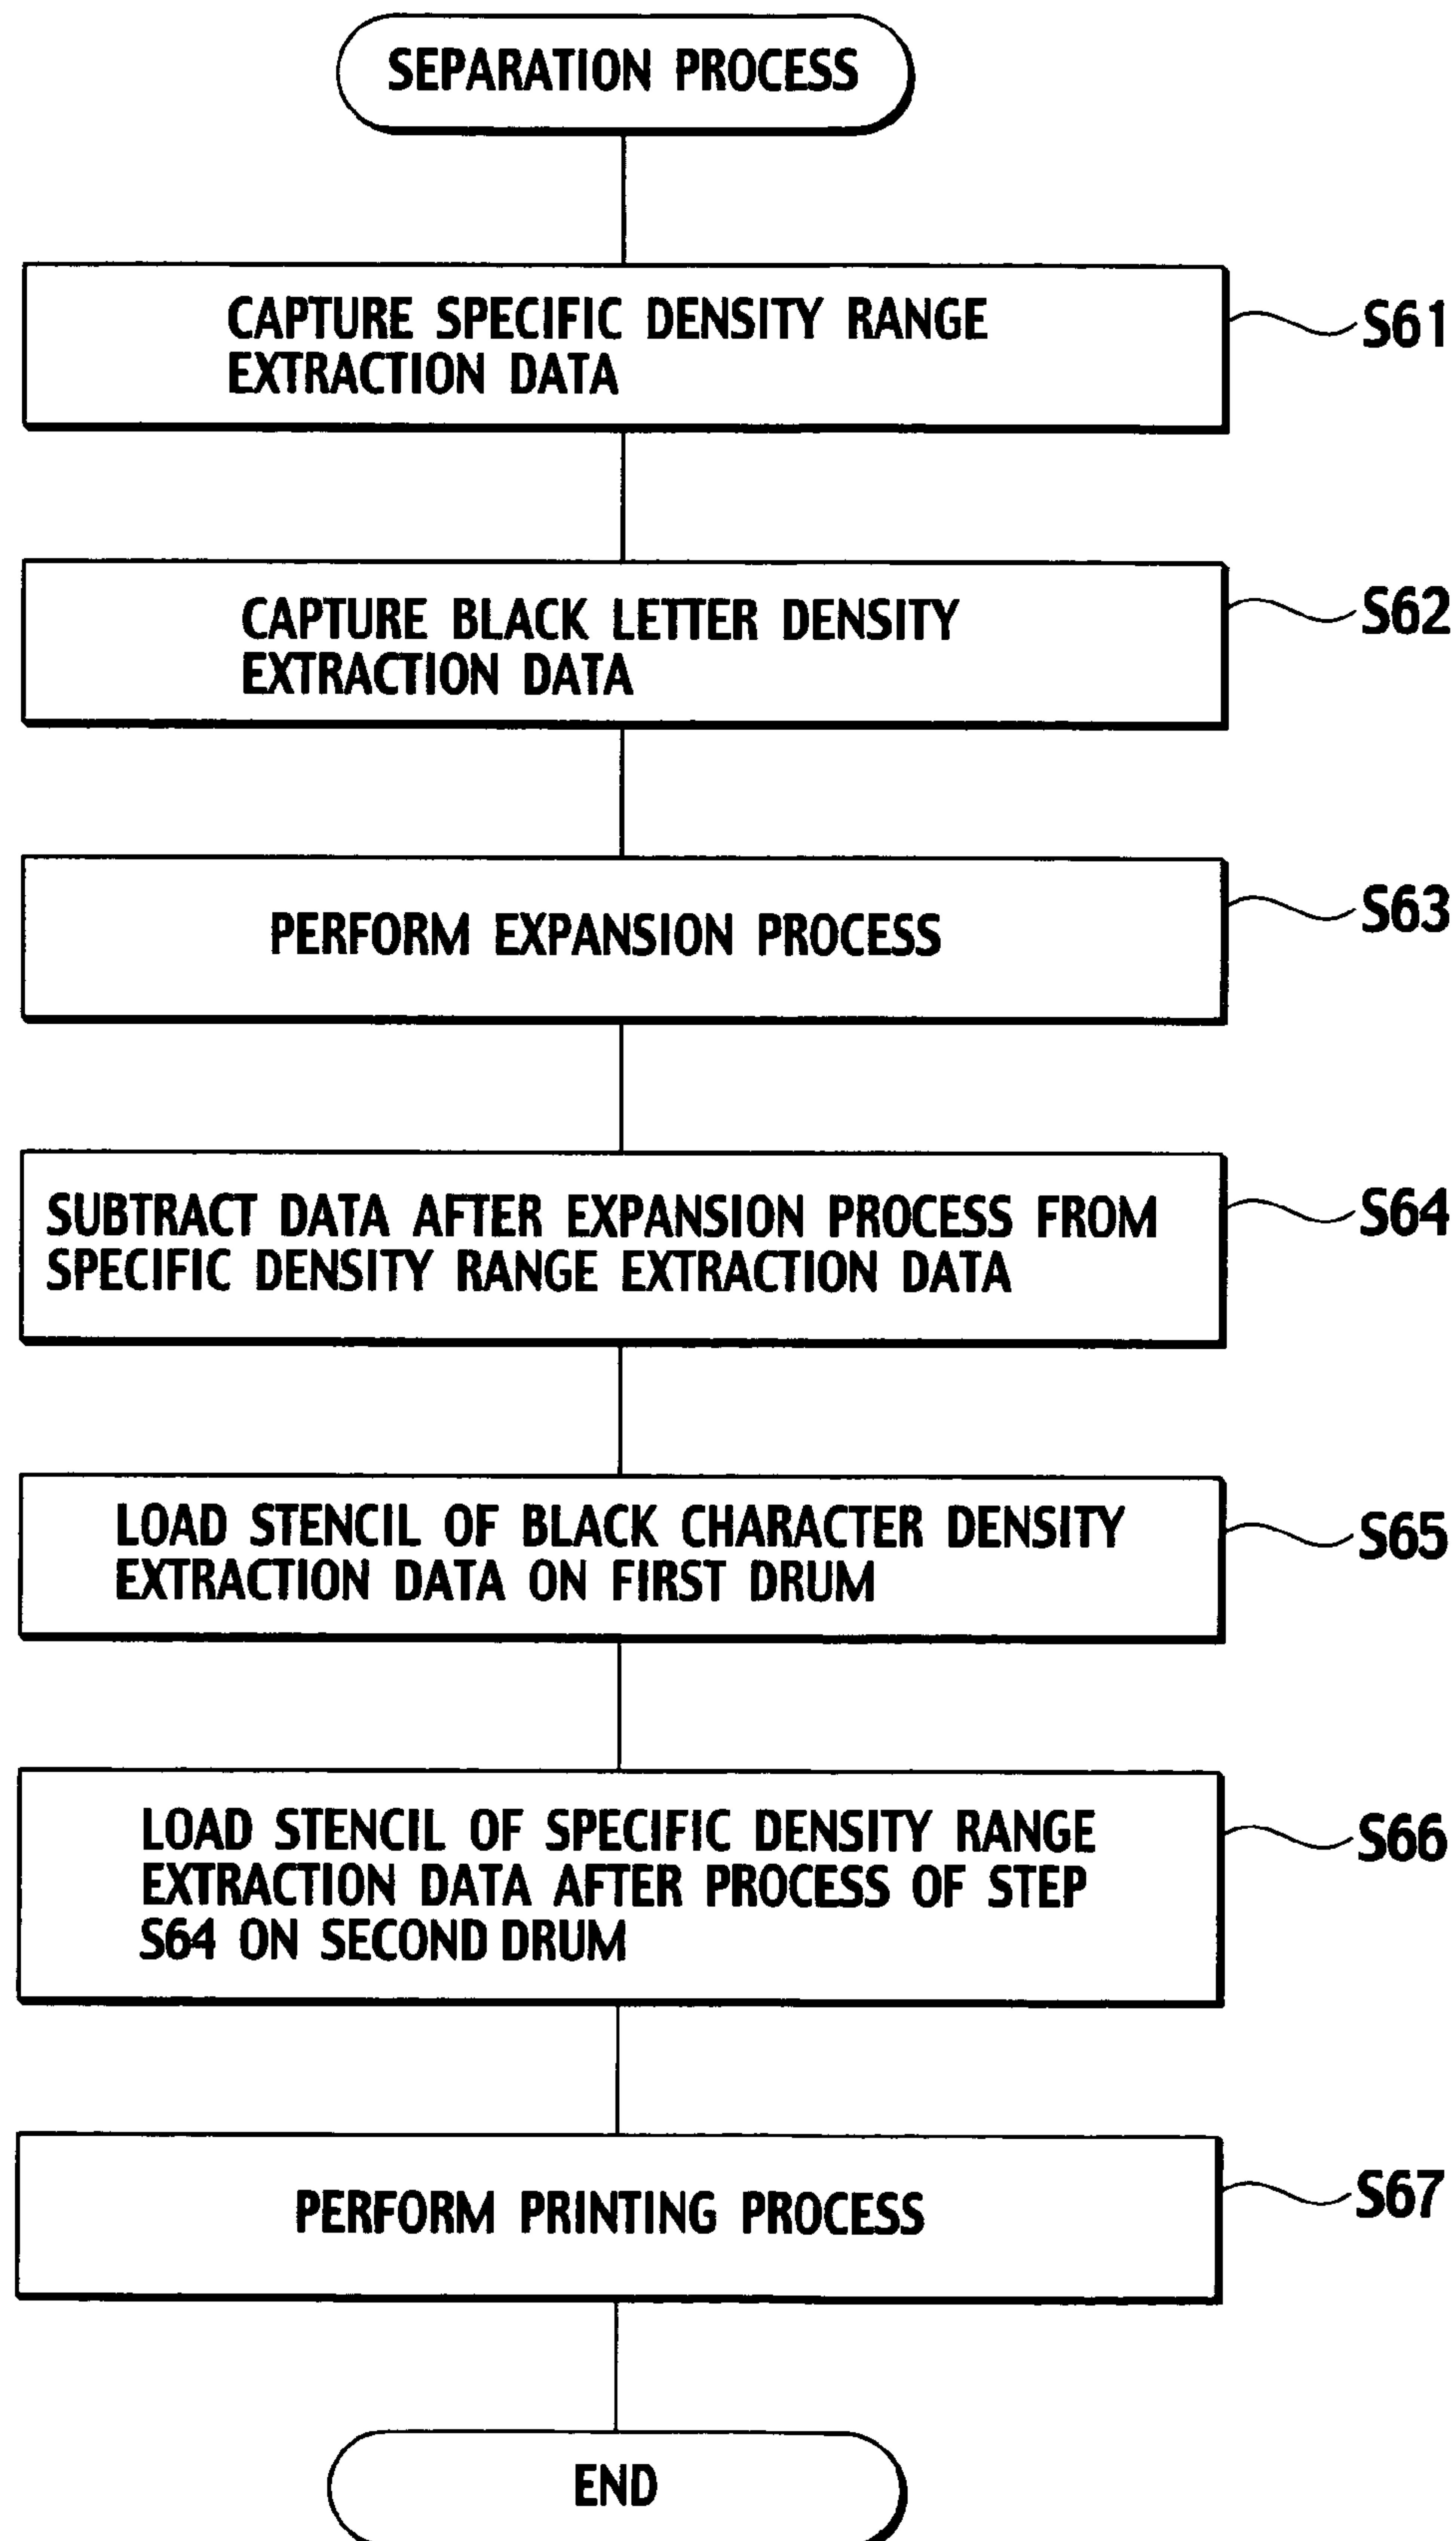 SEPARATION PROCESS
CAPTURE SPECIFIC DENSITY RANGE
EXTRACTION DATA
S61
CAPTURE BLACK LETTER DENSITY
EXTRACTION DATA
S62
PERFORM EXPANSION PROCESS
S63
SUBTRACT DATA AFTER EXPANSION PROCESS FROM
SPECIFIC DENSITY RANGE EXTRACTION DATA
S64
LOAD STENCIL OF BLACK CHARACTER DENSITY
EXTRACTION DATA ON FIRST DRUM
S65
LOAD STENCIL OF SPECIFIC DENSITY RANGE
EXTRACTION DATA AFTER PROCESS OF STEP
S64 ON SECOND DRUM
S66
PERFORM PRINTING PROCESS
S67
END